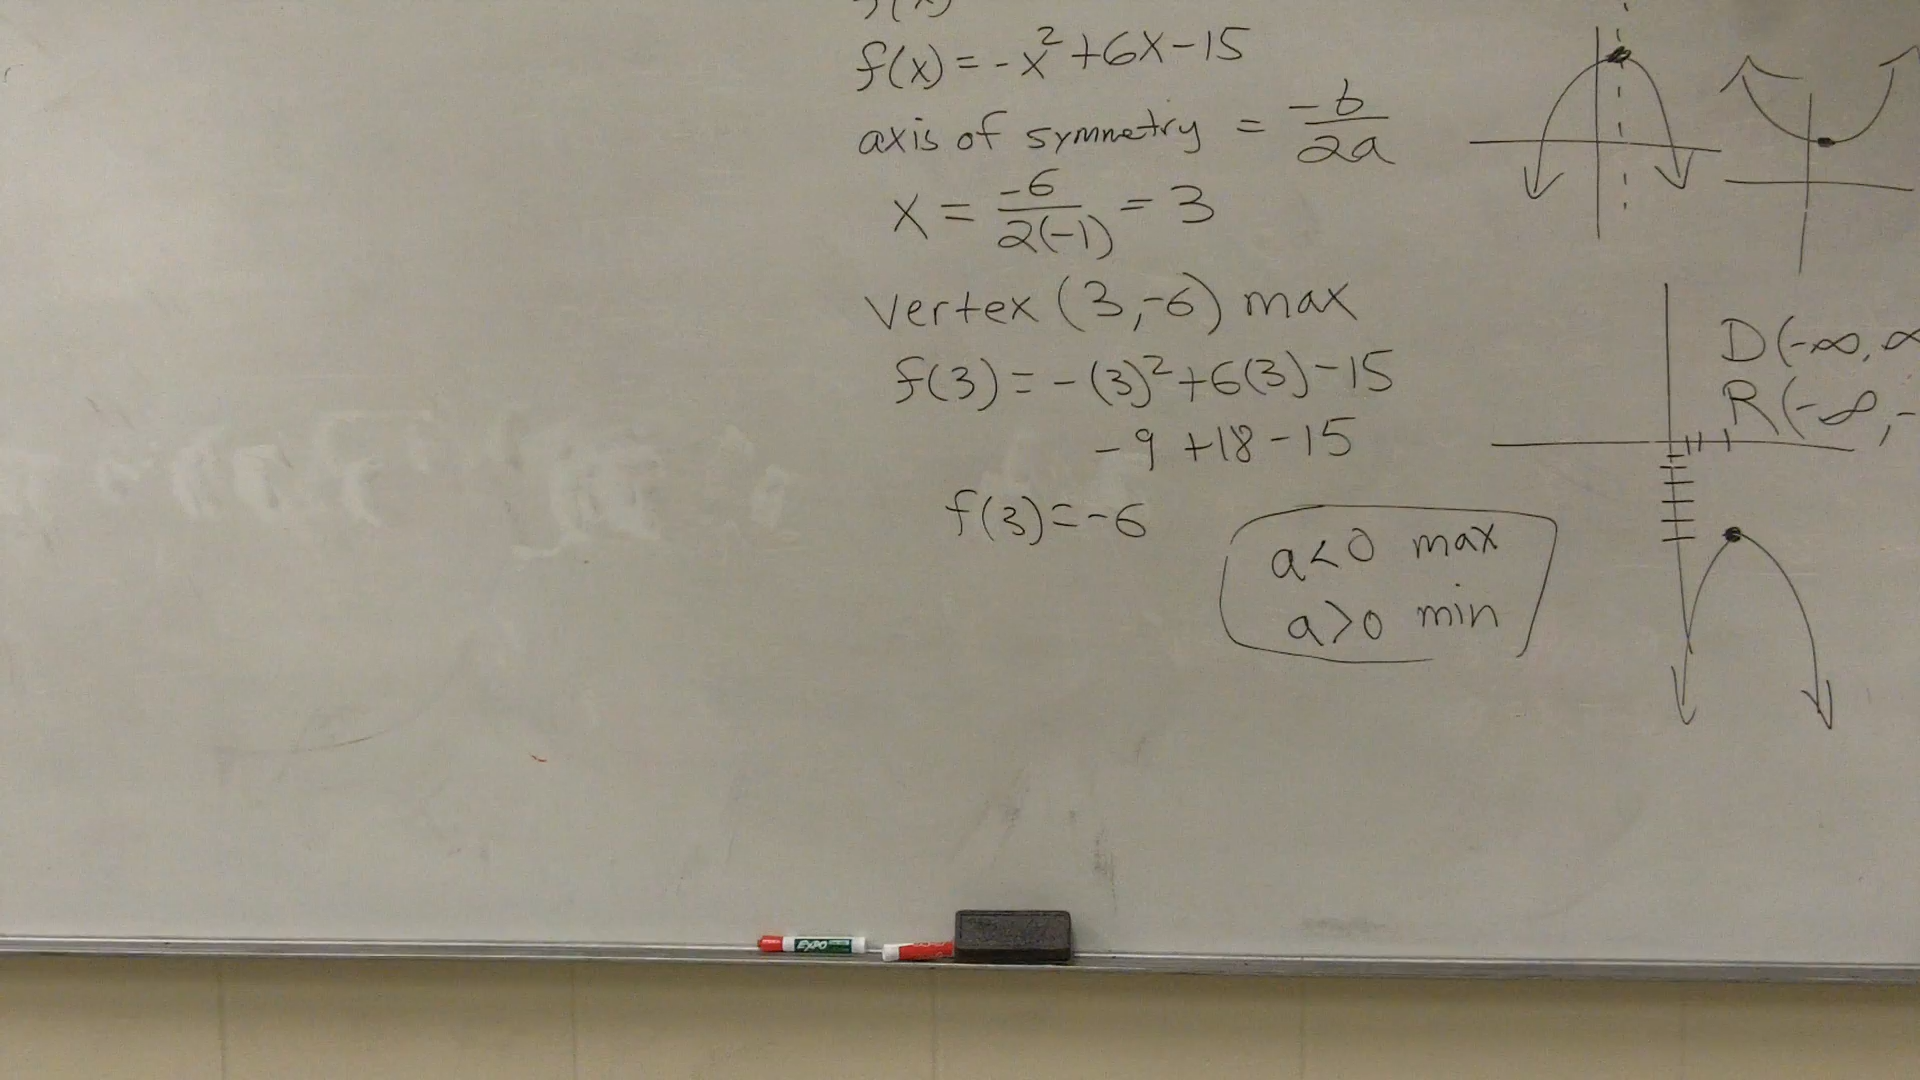 f(x)
f(x) = -x² + 6x - 15
axis of symmetry = -b/2a
x = -6/2(-1) = 3
vertex (3, -6) max
f(3) = -(3)² + 6(3) - 15
-9 + 18 - 15
f(3) = -6
a < 0 max
a > 0 min
D(-∞, ∞
R(-∞, -
EXPO